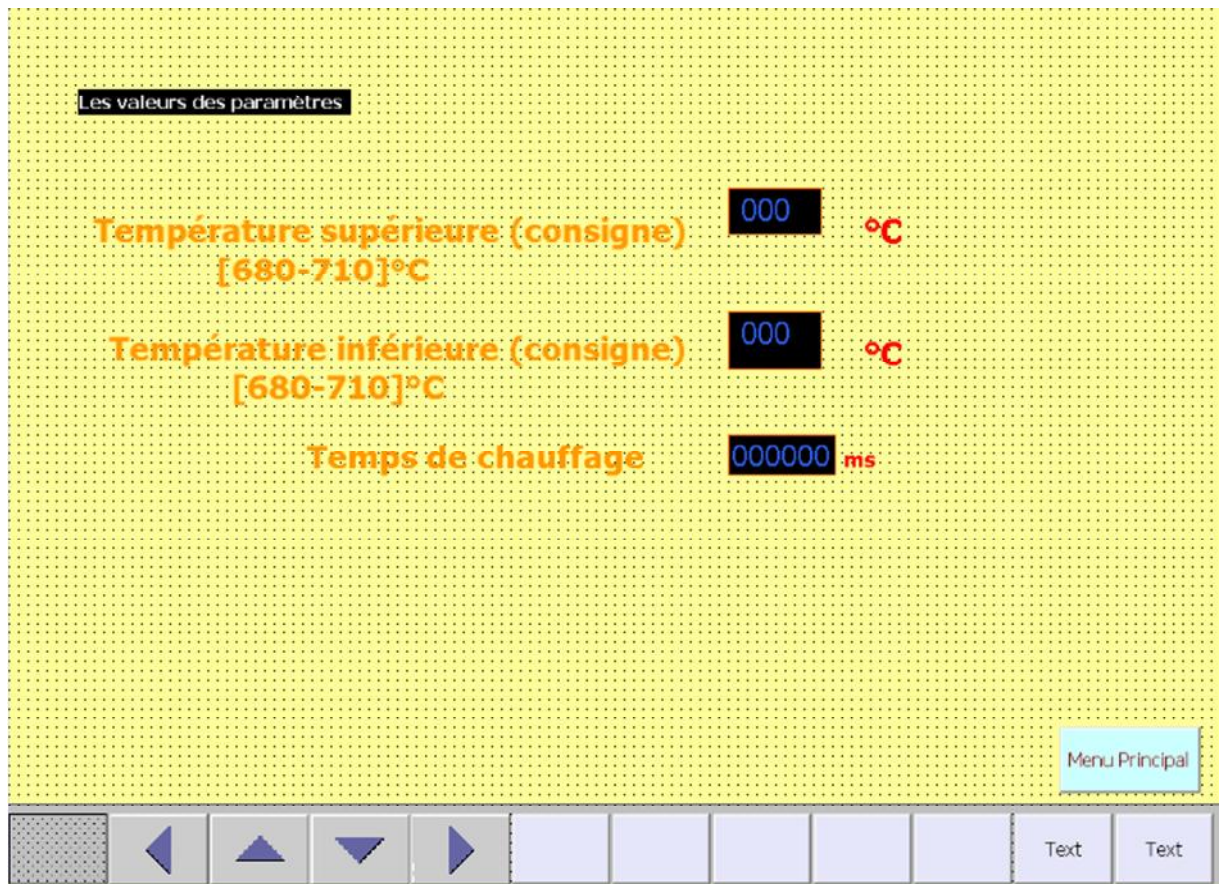 Les valeurs des paramètres
Température supérieure (consigne) 000 °C
[680-710]°C
Température inférieure (consigne) 000 °C
[680-710]°C
Temps de chauffage 000000 ms
Menu Principal
Text Text